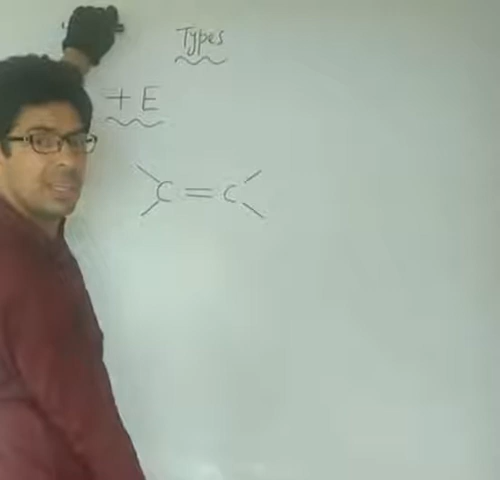 Types
+ E
C = C